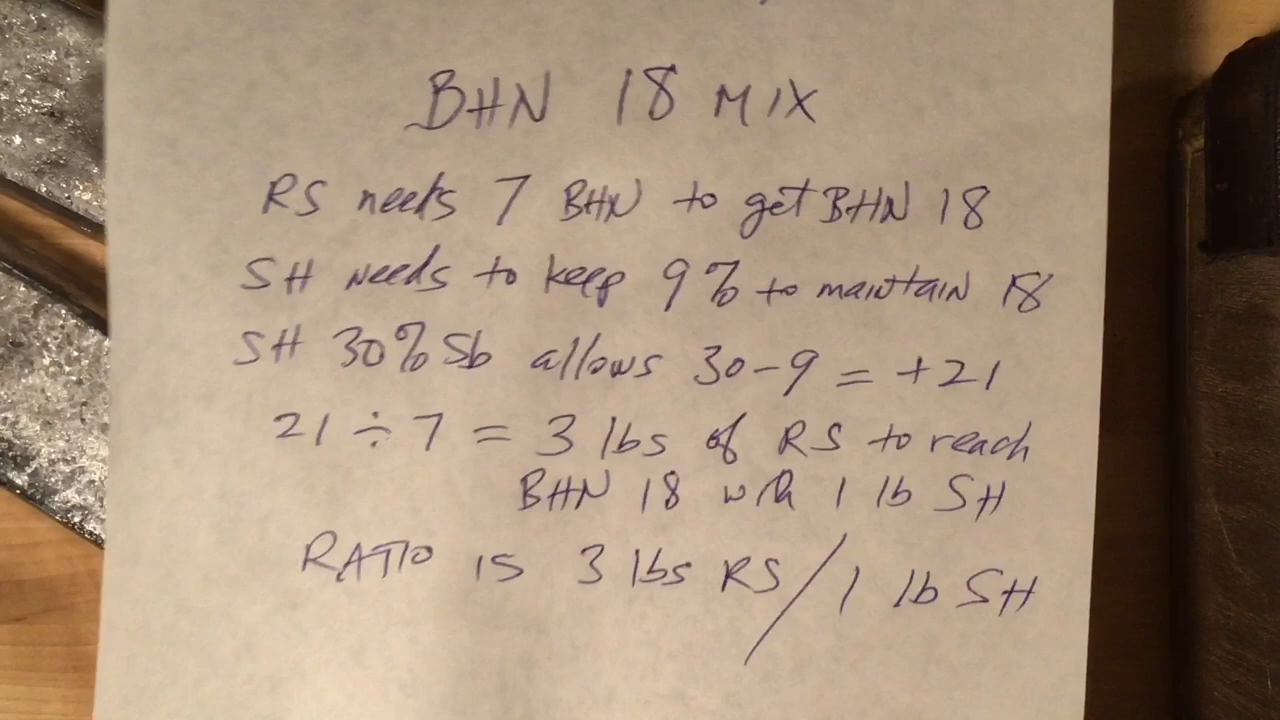 BHN 18 MIX
RS needs 7 BHN to get BHN 18
SH needs to keep 9% to maintain 18
SH 30% Sb allows 30-9 = +21
21 ÷ 7 = 3 lbs of RS to reach
BHN 18 with 1 lb SH
RATIO IS 3 lbs RS / 1 lb SH